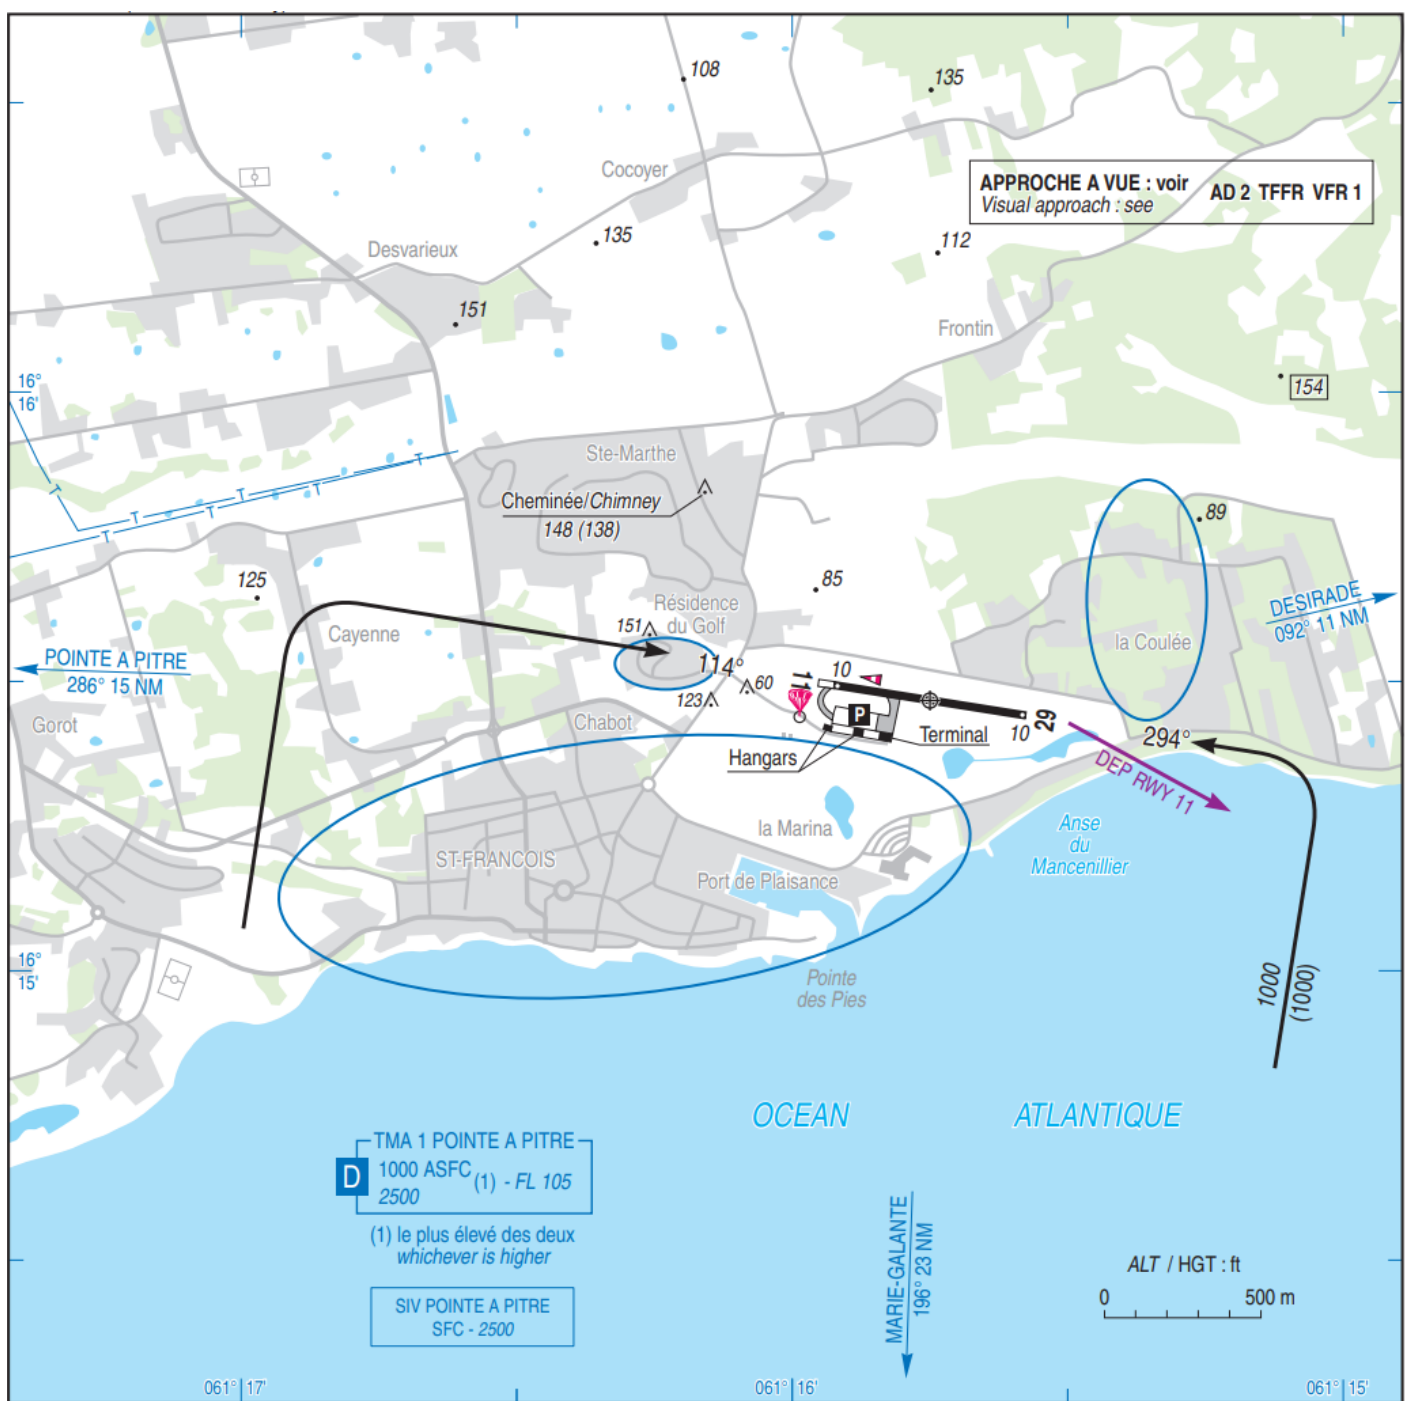 108
135
Cocoyer
APPROCHE A VUE : voir
Visual approach : see
AD 2 TFFR VFR 1
135
112
Desvarieux
151
Frontin
16°
16'
154
Ste-Marthe
T
T
T
T
T
T
T
Cheminée/Chimney
148 (138)
89
125
85
Résidence
du Golf
151
Cayenne
DESIRADE
092° 11 NM
la Coulée
POINTE A PITRE
286° 15 NM
114°
10
11
60
123
P
Gorot
Chabot
Terminal
10
29
294°
Hangars
DEP RWY 11
la Marina
Anse
du
Mancenillier
ST-FRANCOIS
Port de Plaisance
16°
15'
Pointe
des Pies
1000
(1000)
OCEAN ATLANTIQUE
TMA 1 POINTE A PITRE
D
1000 ASFC
2500
(1) - FL 105
(1) le plus élevé des deux
whichever is higher
MARIE-GALANTE
196° 23 NM
ALT / HGT : ft
0 500 m
SIV POINTE A PITRE
SFC - 2500
061° 17'
061° 16'
061° 15'